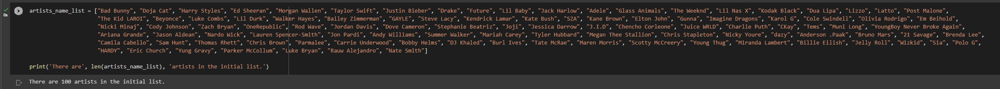 artists_name_list = ["Bad Bunny", "Doja Cat", "Harry Styles", "Ed Sheeran", "Morgan Wallen", "Taylor Swift", "Justin Bieber", "Drake", "Future", "Lil Baby", "Jack Harlow", "Adele", "Glass Animals", "The Weeknd", "Lil Nas X", "Kodak Black", "Dua Lipa", "Lizzo", "Latto", "Post Malone",
0s
"The Kid LAROI", "Beyonce", "Luke Combs", "Lil Durk", "Walker Hayes", "Bailey Zimmerman", "GAYLE", "Steve Lacy", "Kendrick Lamar", "Kate Bush", "SZA", "Kane Brown", "Elton John", "Gunna", "Imagine Dragons", "Karol G", "Cole Swindell", "Olivia Rodrigo", "Em Beihold",
"Nicki Minaj", "Cody Johnson", "Zach Bryan", "OneRepublic", "Rod Wave", "Jordan Davis", "Dove Cameron", "Stephanie Beatriz", "Joji", "Jessica Darrow", "J.I.D", "Chencho Corleone", "Juice WRLD", "Charlie Puth", "CKay", "Tems", "Muni Long", "YoungBoy Never Broke Again",
"Ariana Grande", "Jason Aldean", "Nardo Wick", "Lauren Spencer-Smith", "Jon Pardi", "Andy Williams", "Summer Walker", "Mariah Carey", "Tyler Hubbard", "Megan Thee Stallion", "Chris Stapleton", "Nicky Youre", "dazy", "Anderson .Paak", "Bruno Mars", "21 Savage", "Brenda Lee",
"Camila Cabello", "Sam Hunt", "Thomas Rhett", "Chris Brown", "Parmalee", "Carrie Underwood", "Bobby Helms", "DJ Khaled", "Burl Ives", "Tate McRae", "Maren Morris", "Scotty McCreery", "Young Thug", "Miranda Lambert", "Billie Eilish", "Jelly Roll", "Wizkid", "Sia", "Polo G",
"HARDY", "Eric Church", "Yung Gravy", "Parker McCollum", "Luke Bryan", "Rauw Alejandro", "Nate Smith"]
print('There are', len(artists_name_list), 'artists in the initial list.')
There are 100 artists in the initial list.